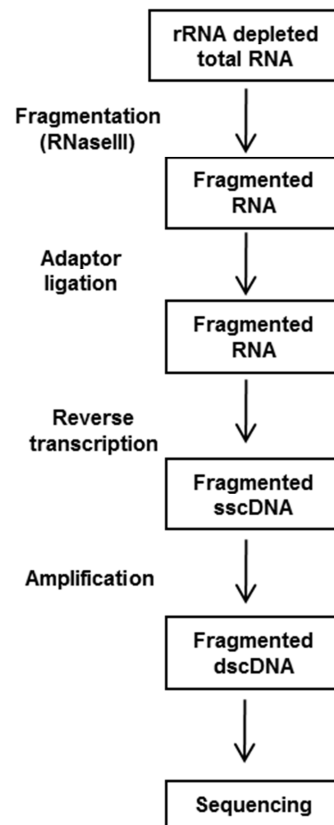 rRNA depleted
total RNA
Fragmentation
(RNaseIII)
Fragmented
RNA
Adaptor
ligation
Fragmented
RNA
Reverse
transcription
Fragmented
sscDNA
Amplification
Fragmented
dscDNA
Sequencing